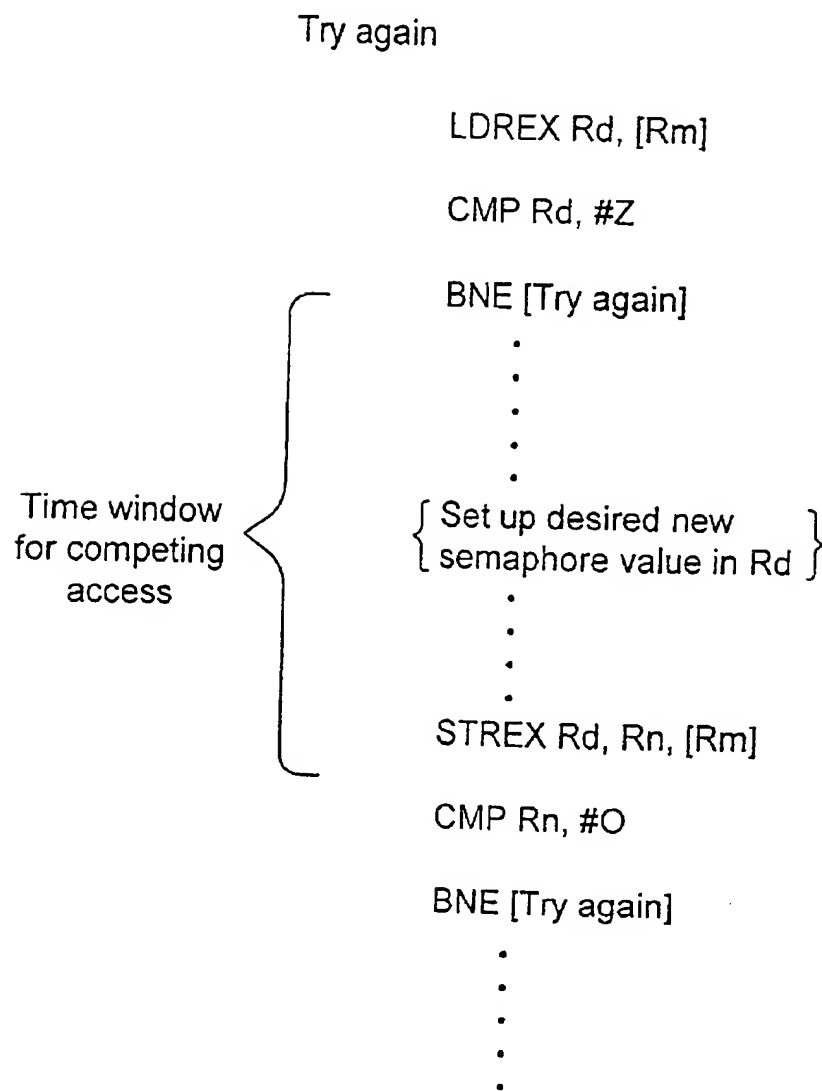 Try again
LDREX Rd, [Rm]
CMP Rd, #Z
BNE [Try again]
Time window
for competing
access
{ Set up desired new
semaphore value in Rd }
STREX Rd, Rn, [Rm]
CMP Rn, #O
BNE [Try again]